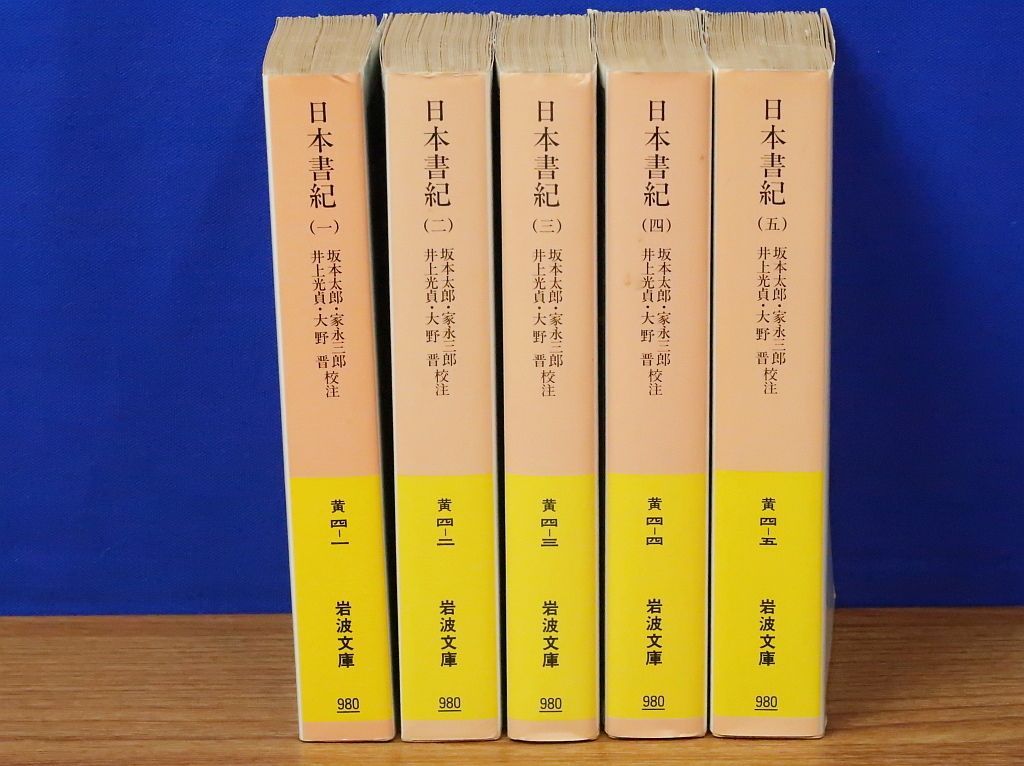 日本書紀
(一)
坂本太郎・家永三郎
井上光貞・大野 晋 校注
黄 四-一
岩波文庫
980
日本書紀
(二)
坂本太郎・家永三郎
井上光貞・大野 晋 校注
黄 四-二
岩波文庫
980
日本書紀
(三)
坂本太郎・家永三郎
井上光貞・大野 晋 校注
黄 四-三
岩波文庫
980
日本書紀
(四)
坂本太郎・家永三郎
井上光貞・大野 晋 校注
黄 四-四
岩波文庫
980
日本書紀
(五)
坂本太郎・家永三郎
井上光貞・大野 晋 校注
黄 四-五
岩波文庫
980